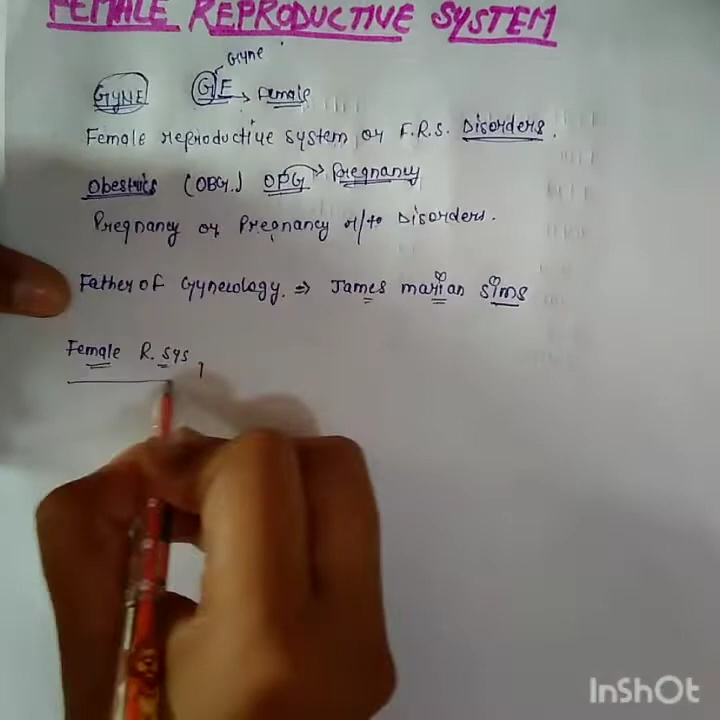 FEMALE REPRODUCTIVE SYSTEM
Gyne
GYNE GE → Female
Female reproductive system or F.R.S. Disorders.
Obestrics (OBG.) OPG → Pregnancy
Pregnancy or Pregnancy r/to Disorders.
Father of Gynecology. ⇒ James marian sims
Female R. Sys
InShOt